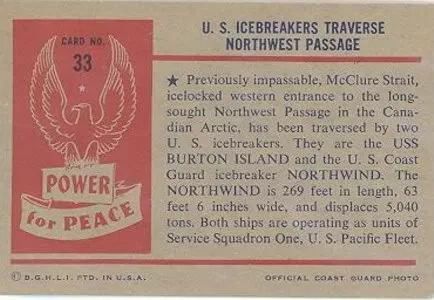 CARD NO.
33
POWER
for PEACE
U. S. ICEBREAKERS TRAVERSE
NORTHWEST PASSAGE
★ Previously impassable, McClure Strait,
icelocked western entrance to the long-
sought Northwest Passage in the Cana-
dian Arctic, has been traversed by two
U. S. icebreakers. They are the USS
BURTON ISLAND and the U. S. Coast
Guard icebreaker NORTHWIND. The
NORTHWIND is 269 feet in length, 63
feet 6 inches wide, and displaces 5,040
tons. Both ships are operating as units of
Service Squadron One, U. S. Pacific Fleet.
B.G.H.L.I. PTD. IN U.S.A.
OFFICIAL COAST GUARD PHOTO